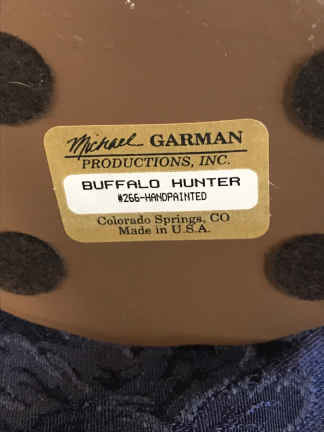 Michael GARMAN
PRODUCTIONS, INC.
BUFFALO HUNTER
#266-HANDPAINTED
Colorado Springs, CO
Made in U.S.A.